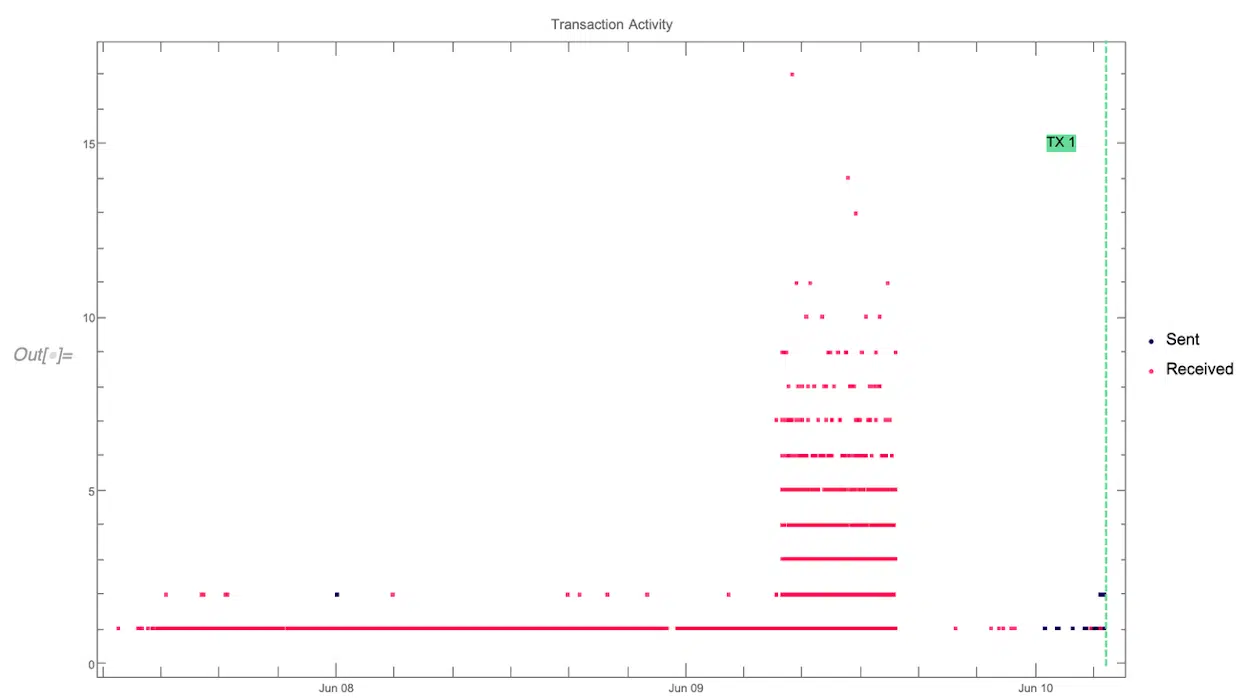 Transaction Activity
15
TX 1
10
Out[•]=
Sent
Received
5
0
Jun 08
Jun 09
Jun 10